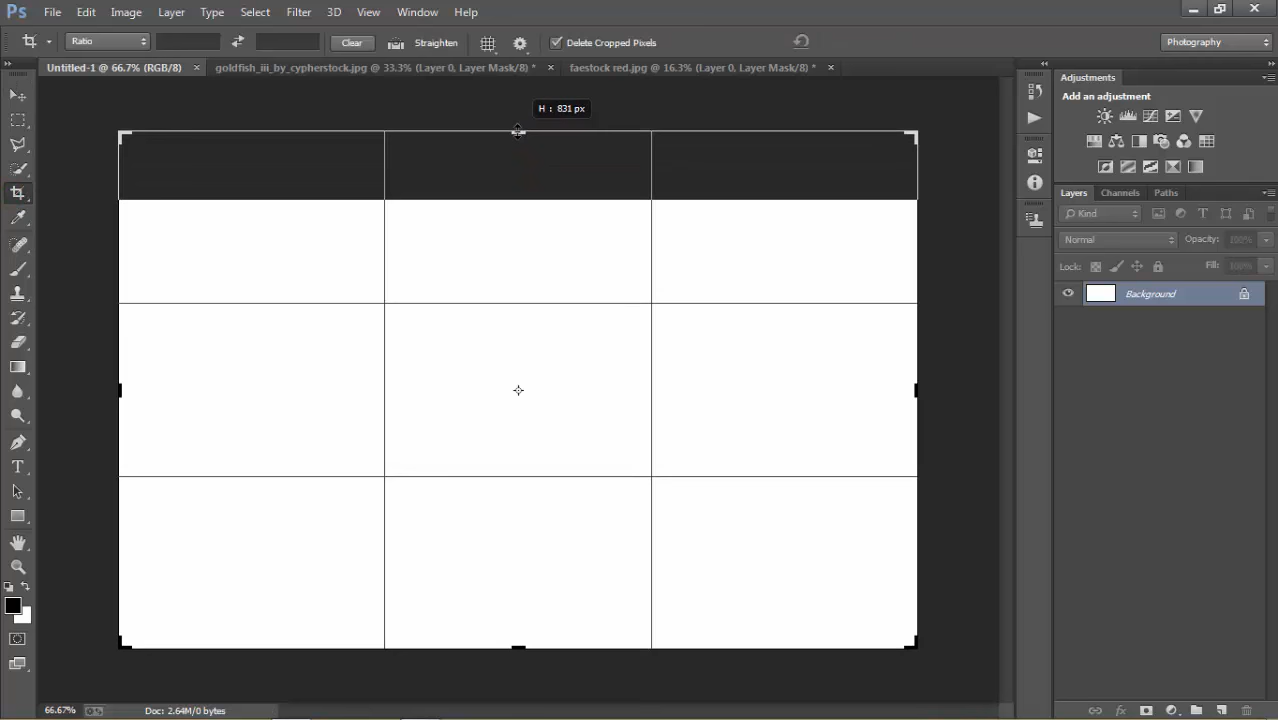 Ps File Edit Image Layer Type Select Filter 3D View Window Help
Ratio Clear Straighten Delete Cropped Pixels Photography
Untitled-1 @ 66.7% (RGB/8) × goldfish_iii_by_cypherstock.jpg @ 33.3% (Layer 0, Layer Mask/8) * × faestock red.jpg @ 16.3% (Layer 0, Layer Mask/8) * ×
H : 831 px
Adjustments
Add an adjustment
Layers Channels Paths
Kind
Normal Opacity: 100%
Lock: Fill: 100%
Background
66.67% Doc: 2.64M/0 bytes